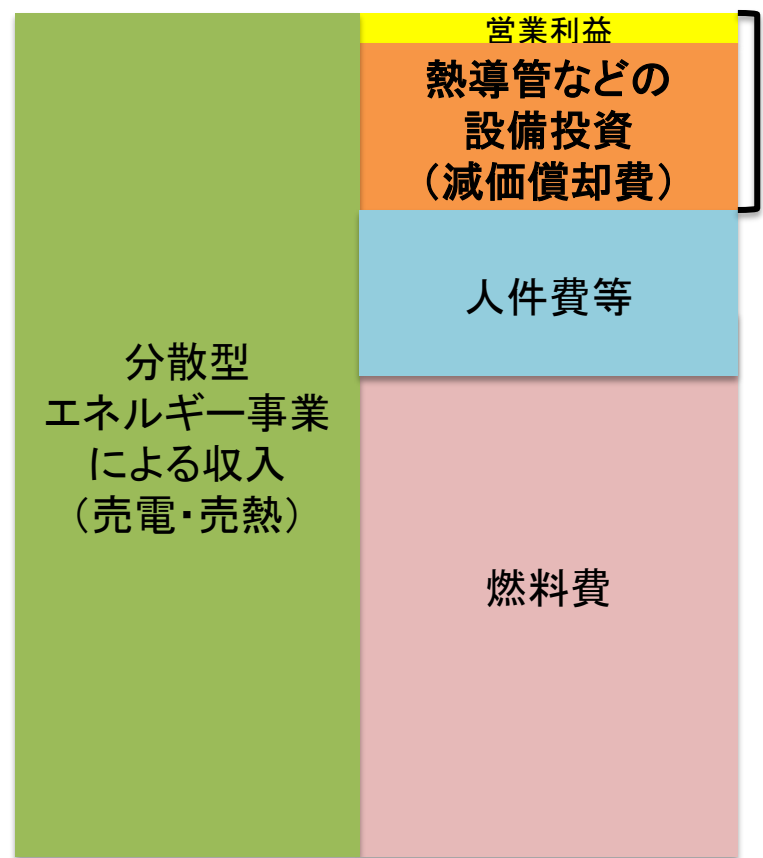 分散型
エネルギー事業
による収入
（売電・売熱）
営業利益
熱導管などの
設備投資
（減価償却費）
人件費等
燃料費